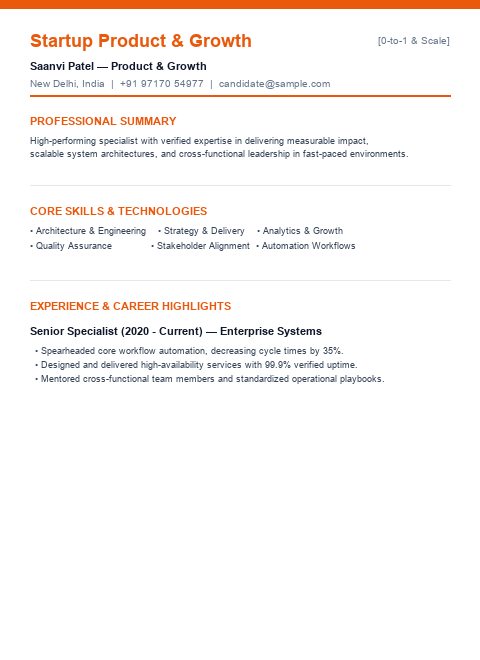 Startup Product & Growth [0-to-1 & Scale]
Saanvi Patel — Product & Growth
New Delhi, India | +91 97170 54977 | candidate@sample.com
PROFESSIONAL SUMMARY
High-performing specialist with verified expertise in delivering measurable impact,
scalable system architectures, and cross-functional leadership in fast-paced environments.
CORE SKILLS & TECHNOLOGIES
• Architecture & Engineering • Strategy & Delivery • Analytics & Growth
• Quality Assurance • Stakeholder Alignment • Automation Workflows
EXPERIENCE & CAREER HIGHLIGHTS
Senior Specialist (2020 - Current) — Enterprise Systems
• Spearheaded core workflow automation, decreasing cycle times by 35%.
• Designed and delivered high-availability services with 99.9% verified uptime.
• Mentored cross-functional team members and standardized operational playbooks.